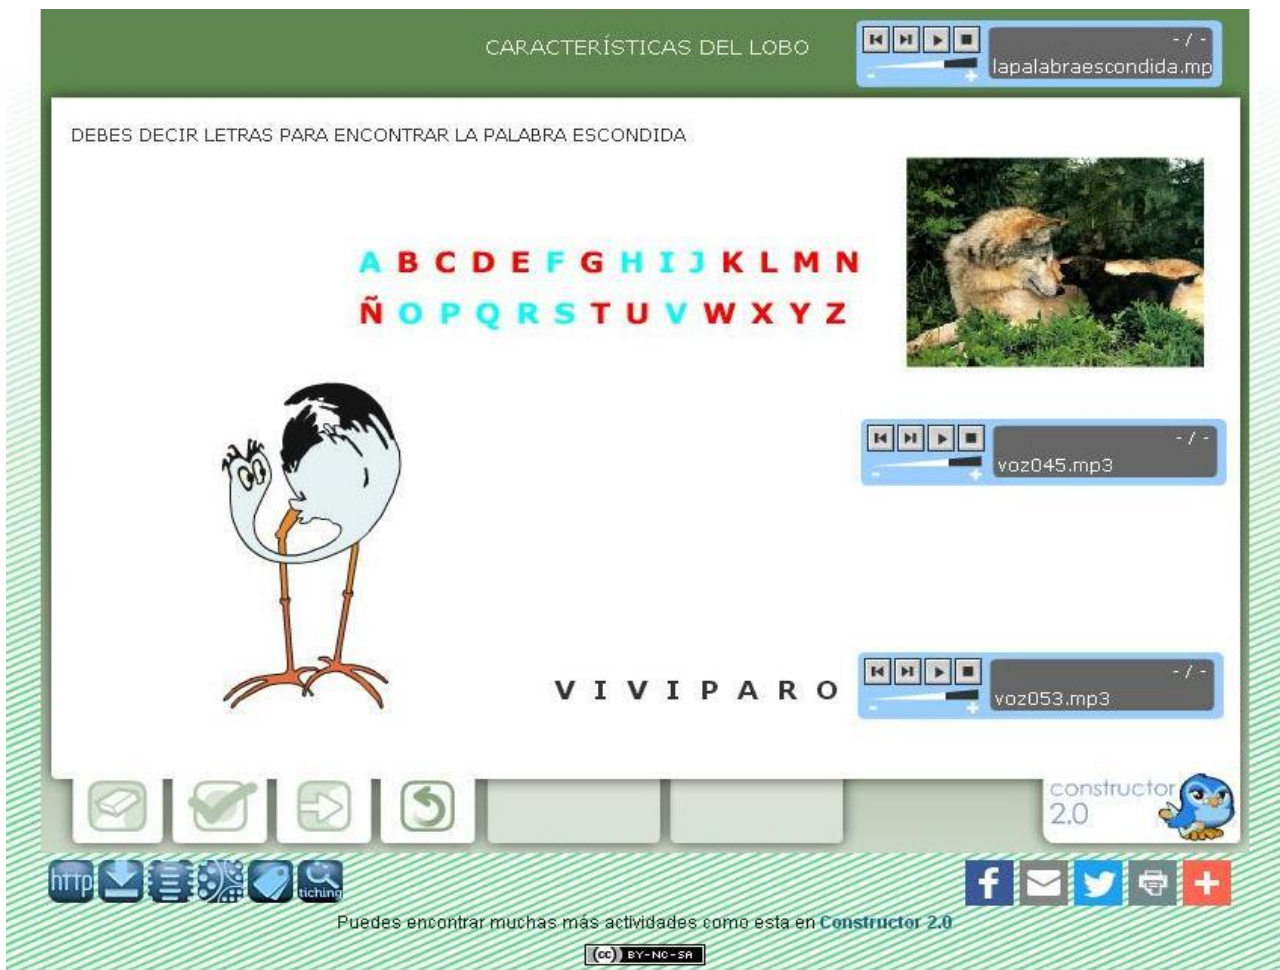 CARACTERÍSTICAS DEL LOBO
- / -
lapalabraescondida.mp
- +
DEBES DECIR LETRAS PARA ENCONTRAR LA PALABRA ESCONDIDA
A B C D E F G H I J K L M N
Ñ O P Q R S T U V W X Y Z
- / -
voz045.mp3
- +
V I V I P A R O
- / -
voz053.mp3
- +
constructor
2.0
http
tiching
f
+
Puedes encontrar muchas más actividades como esta en Constructor 2.0
(cc) BY-NC-SA